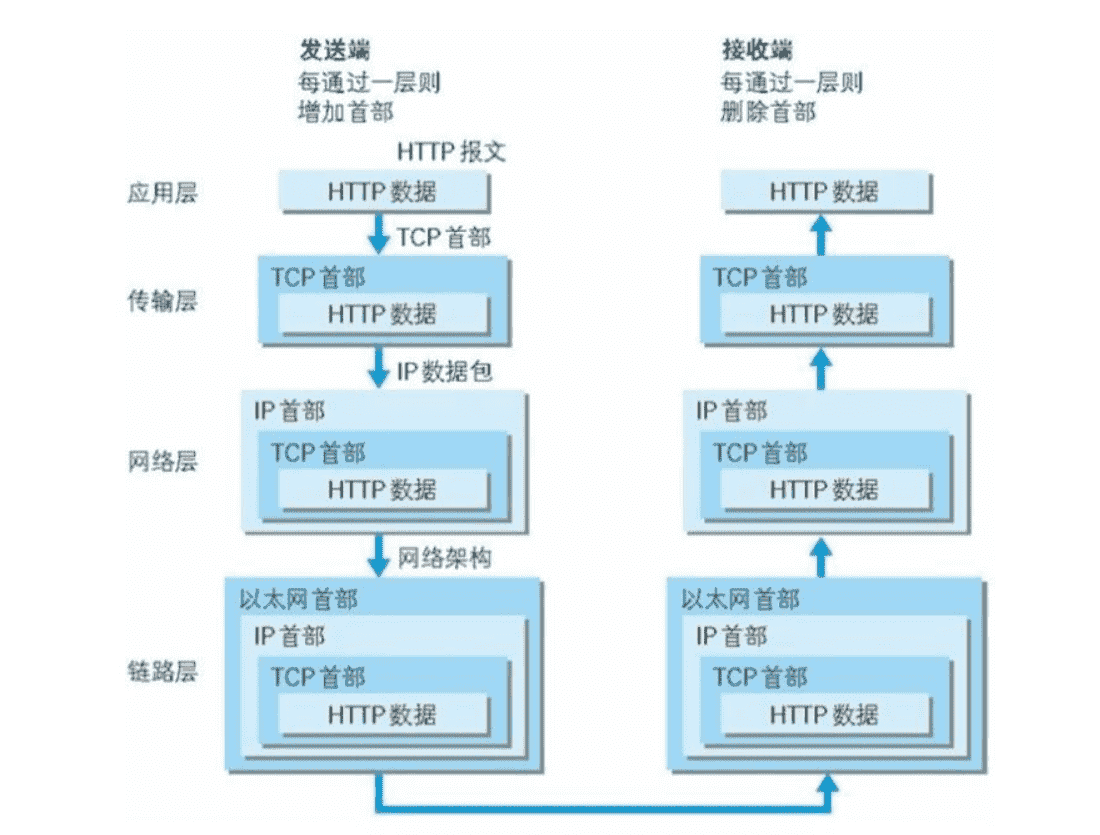 发送端
每通过一层则
增加首部
接收端
每通过一层则
删除首部
HTTP 报文
应用层
HTTP 数据
HTTP 数据
TCP 首部
传输层
TCP 首部
HTTP 数据
TCP 首部
HTTP 数据
IP 数据包
网络层
IP 首部
TCP 首部
HTTP 数据
IP 首部
TCP 首部
HTTP 数据
网络架构
链路层
以太网首部
IP 首部
TCP 首部
HTTP 数据
以太网首部
IP 首部
TCP 首部
HTTP 数据